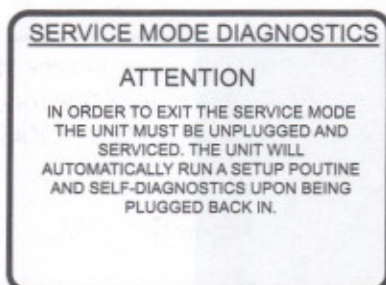 SERVICE MODE DIAGNOSTICS
ATTENTION
IN ORDER TO EXIT THE SERVICE MODE
THE UNIT MUST BE UNPLUGGED AND
SERVICED. THE UNIT WILL
AUTOMATICALLY RUN A SETUP POUTINE
AND SELF-DIAGNOSTICS UPON BEING
PLUGGED BACK IN.